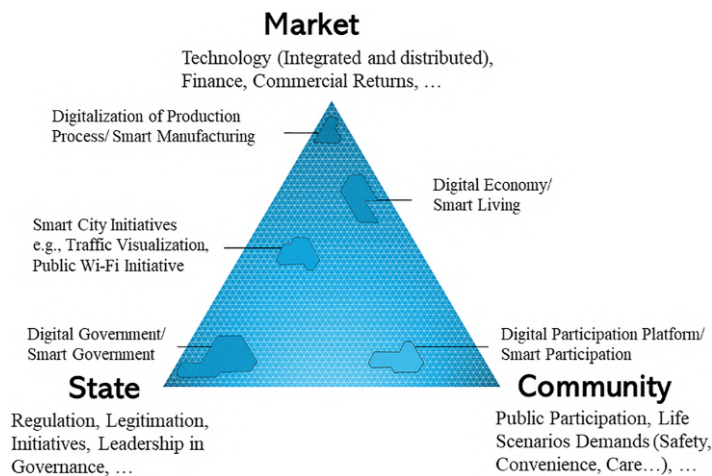 Market
Technology (Integrated and distributed),
Finance, Commercial Returns, …
Digitalization of Production
Process/ Smart Manufacturing
Digital Economy/
Smart Living
Smart City Initiatives
e.g., Traffic Visualization,
Public Wi-Fi Initiative
Digital Government/
Smart Government
Digital Participation Platform/
Smart Participation
State
Regulation, Legitimation,
Initiatives, Leadership in
Governance, …
Community
Public Participation, Life
Scenarios Demands (Safety,
Convenience, Care…), …